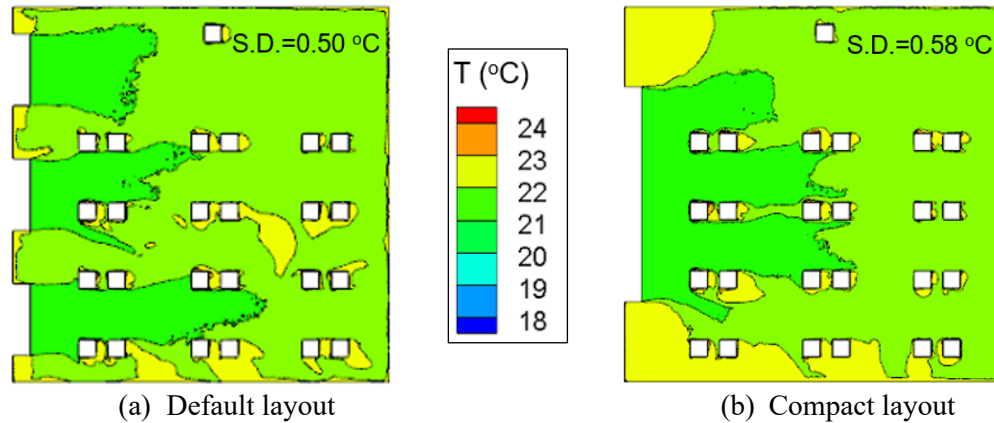 S.D.=0.50 °C
T (°C)
24
23
22
21
20
19
18
S.D.=0.58 °C
(a) Default layout
(b) Compact layout